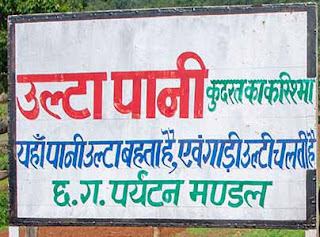 उल्टा पानी कुदरत का करिश्मा
यहाँ पानी उल्टा बहता है, एवं गाड़ी उल्टी चलती है
छ.ग. पर्यटन मण्डल